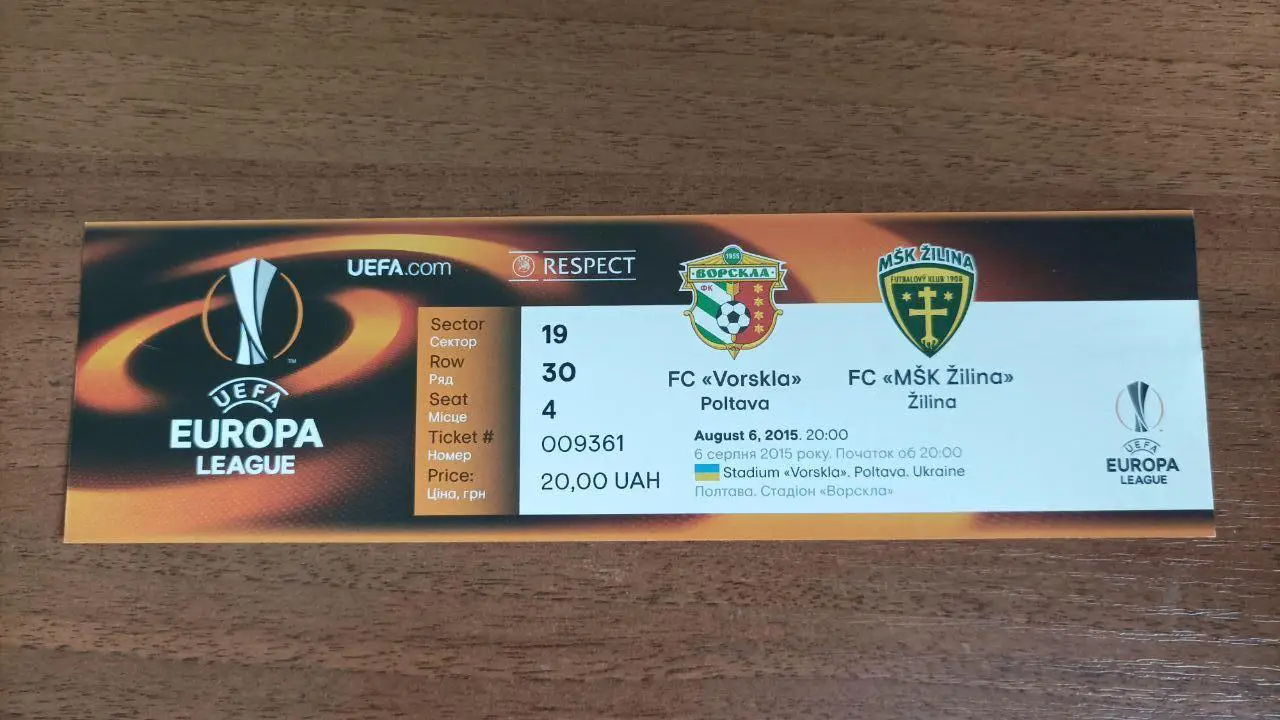 UEFA.com
RESPECT
UEFA
EUROPA
LEAGUE
™
Sector
Сектор
19
Row
Ряд
30
Seat
Місце
4
Ticket #
Номер
009361
Price:
Ціна, грн
20,00 UAH
1955
ВОРСКЛА
ФК
MŠK ŽILINA
FUTBALOVÝ KLUB 1908
FC «Vorskla»
Poltava
FC «MŠK Žilina»
Žilina
August 6, 2015. 20:00
6 серпня 2015 року. Початок об 20:00
Stadium «Vorskla». Poltava. Ukraine
Полтава. Стадіон «Ворскла»
UEFA
EUROPA
LEAGUE